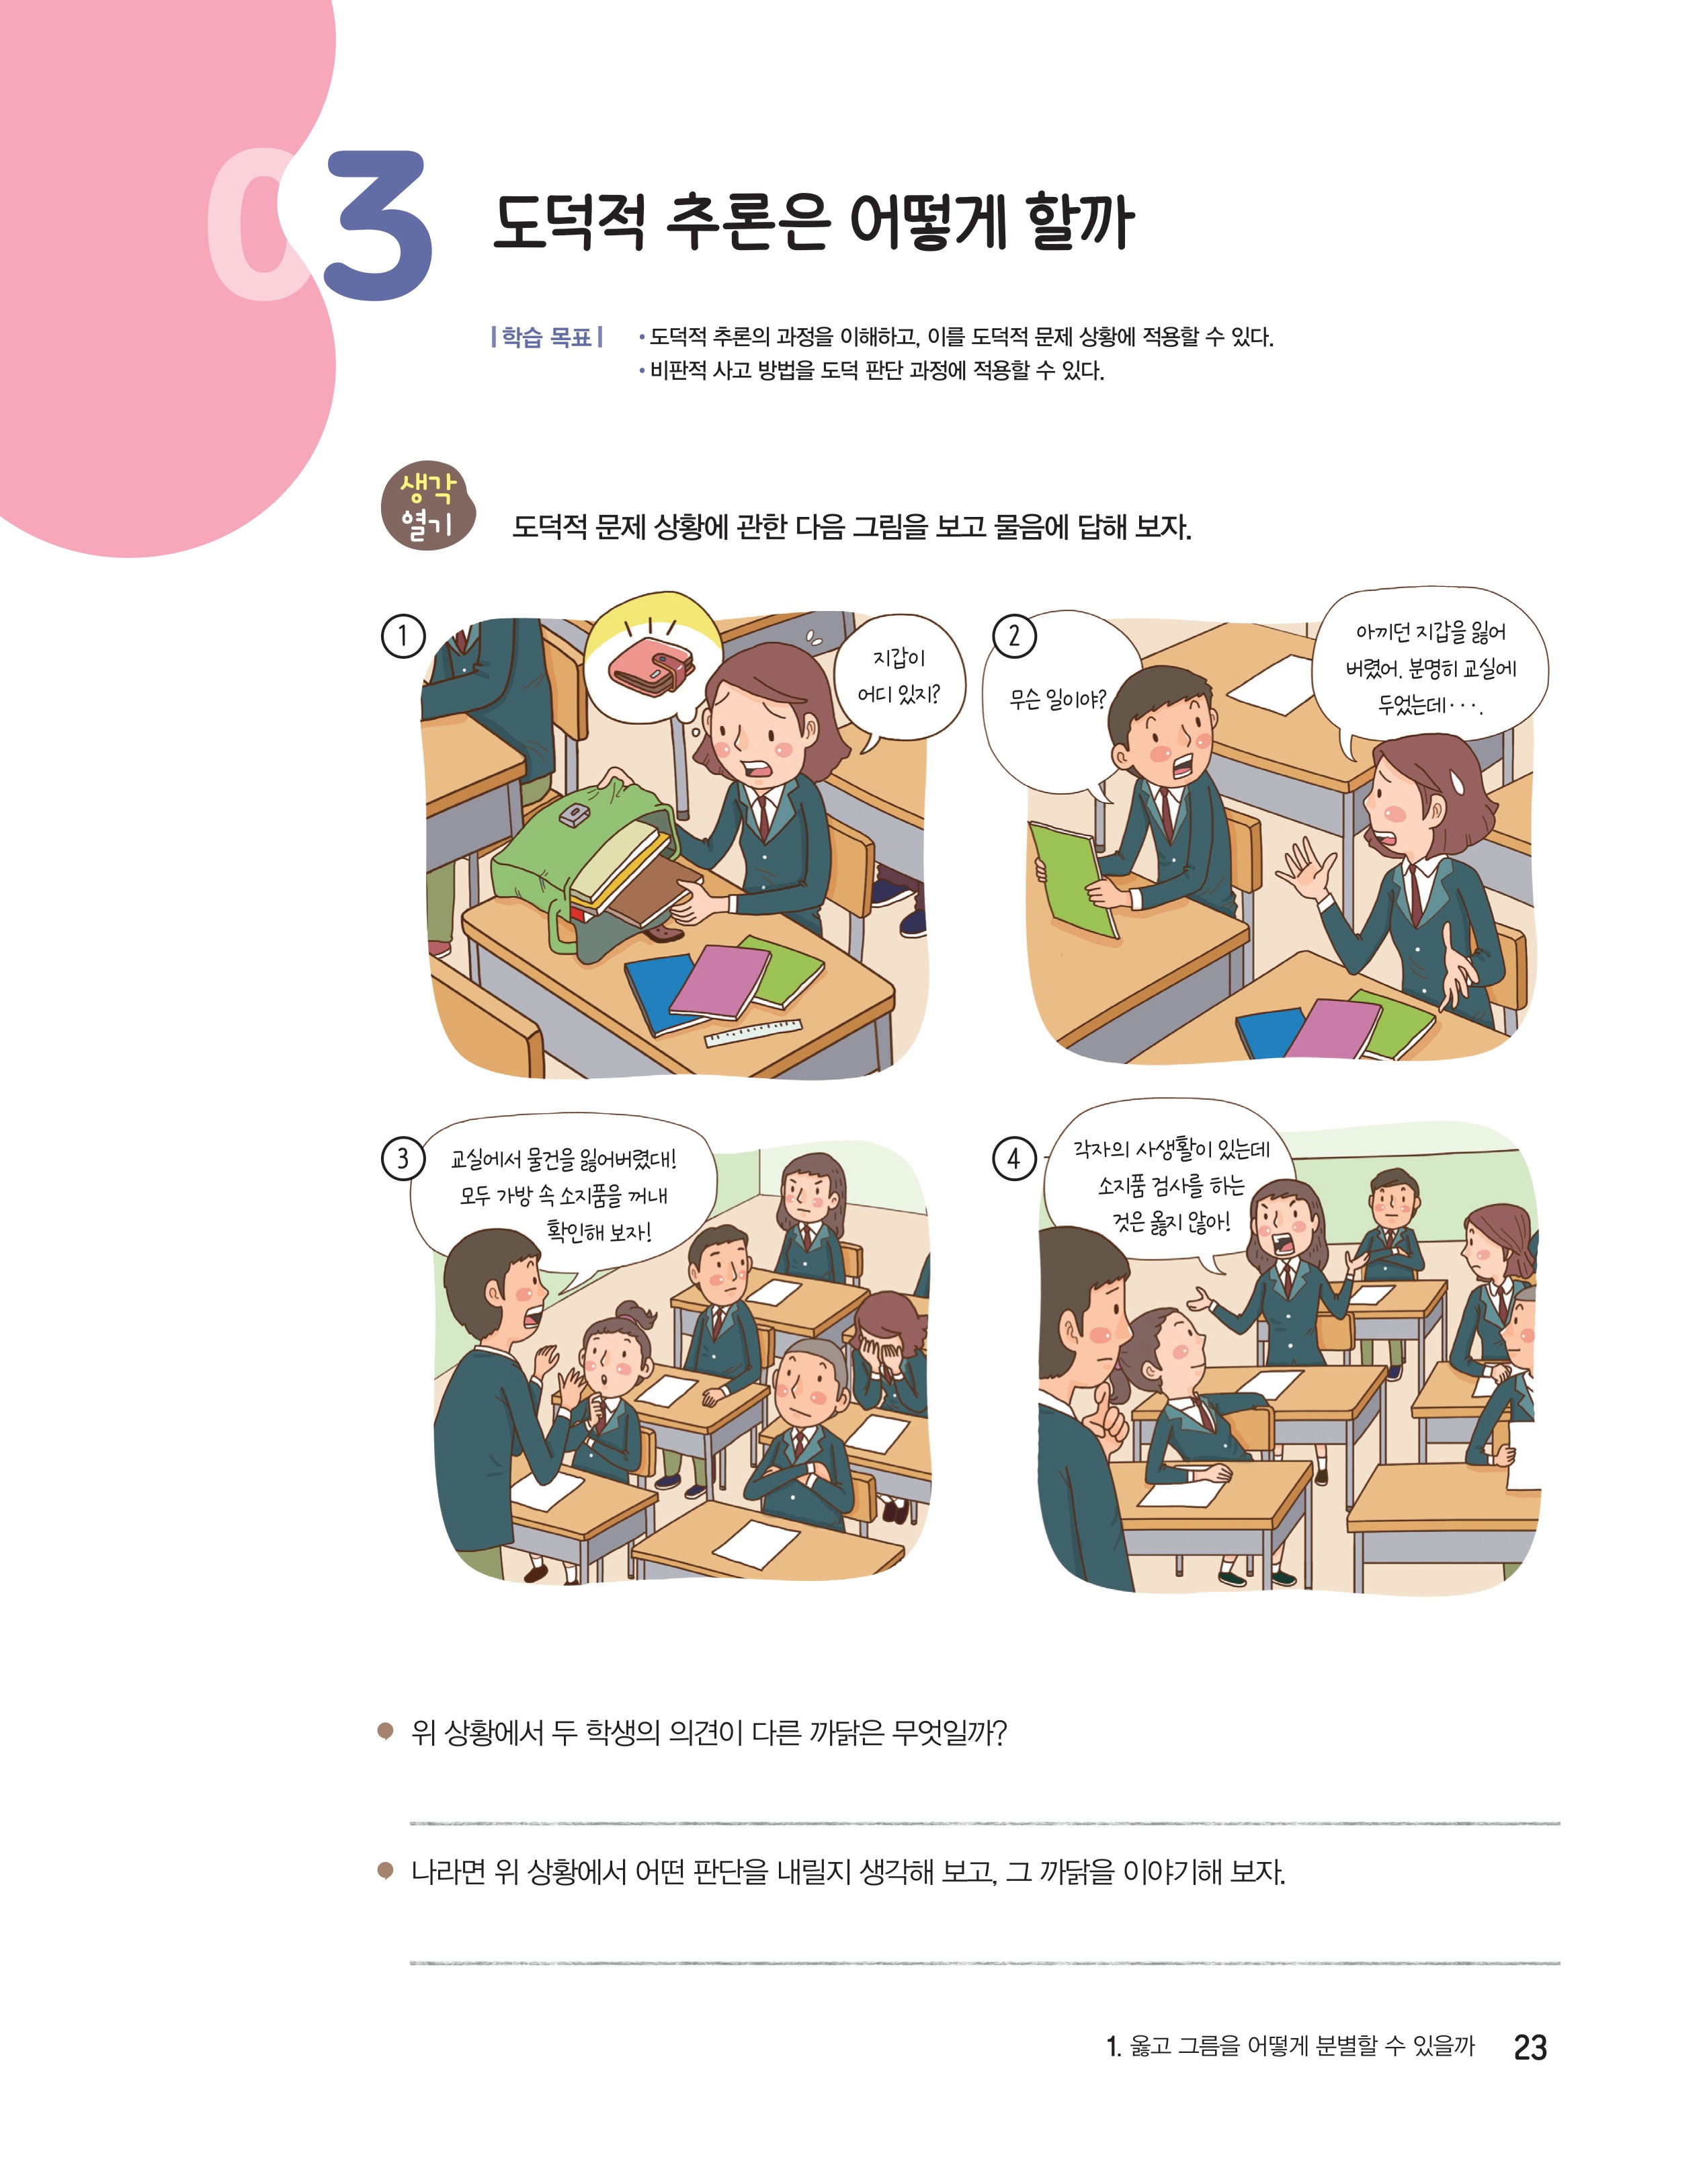 03
도덕적 추론은 어떻게 할까
학습 목표
• 도덕적 추론의 과정을 이해하고, 이를 도덕적 문제 상황에 적용할 수 있다.
• 비판적 사고 방법을 도덕 판단 과정에 적용할 수 있다.
생각
열기
도덕적 문제 상황에 관한 다음 그림을 보고 물음에 답해 보자.
1
지갑이
어디 있지?
2
무슨 일이야?
아끼던 지갑을 잃어
버렸어. 분명히 교실에
두었는데···.
3
교실에서 물건을 잃어버렸대!
모두 가방 속 소지품을 꺼내
확인해 보자!
4
각자의 사생활이 있는데
소지품 검사를 하는
것은 옳지 않아!
위 상황에서 두 학생의 의견이 다른 까닭은 무엇일까?
나라면 위 상황에서 어떤 판단을 내릴지 생각해 보고, 그 까닭을 이야기해 보자.
1. 옳고 그름을 어떻게 분별할 수 있을까 23